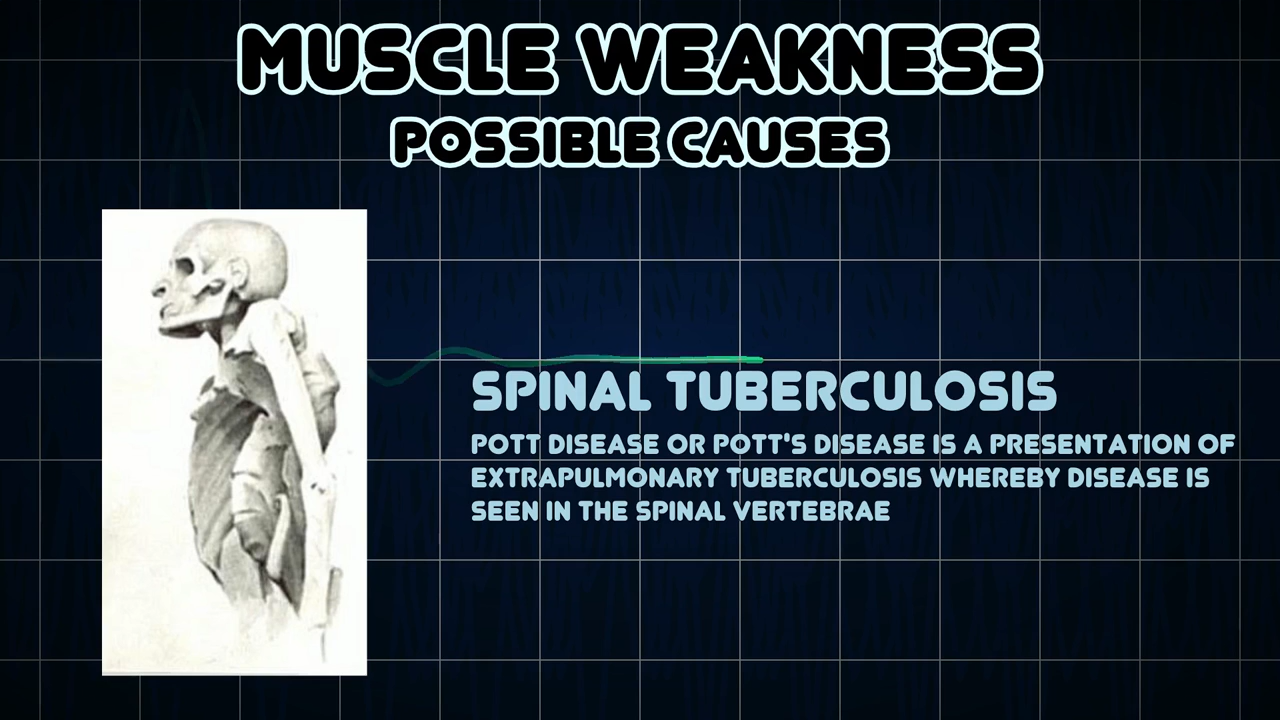 MUSCLE WEAKNESS
POSSIBLE CAUSES
SPINAL TUBERCULOSIS
POTT DISEASE OR POTT'S DISEASE IS A PRESENTATION OF
EXTRAPULMONARY TUBERCULOSIS WHEREBY DISEASE IS
SEEN IN THE SPINAL VERTEBRAE